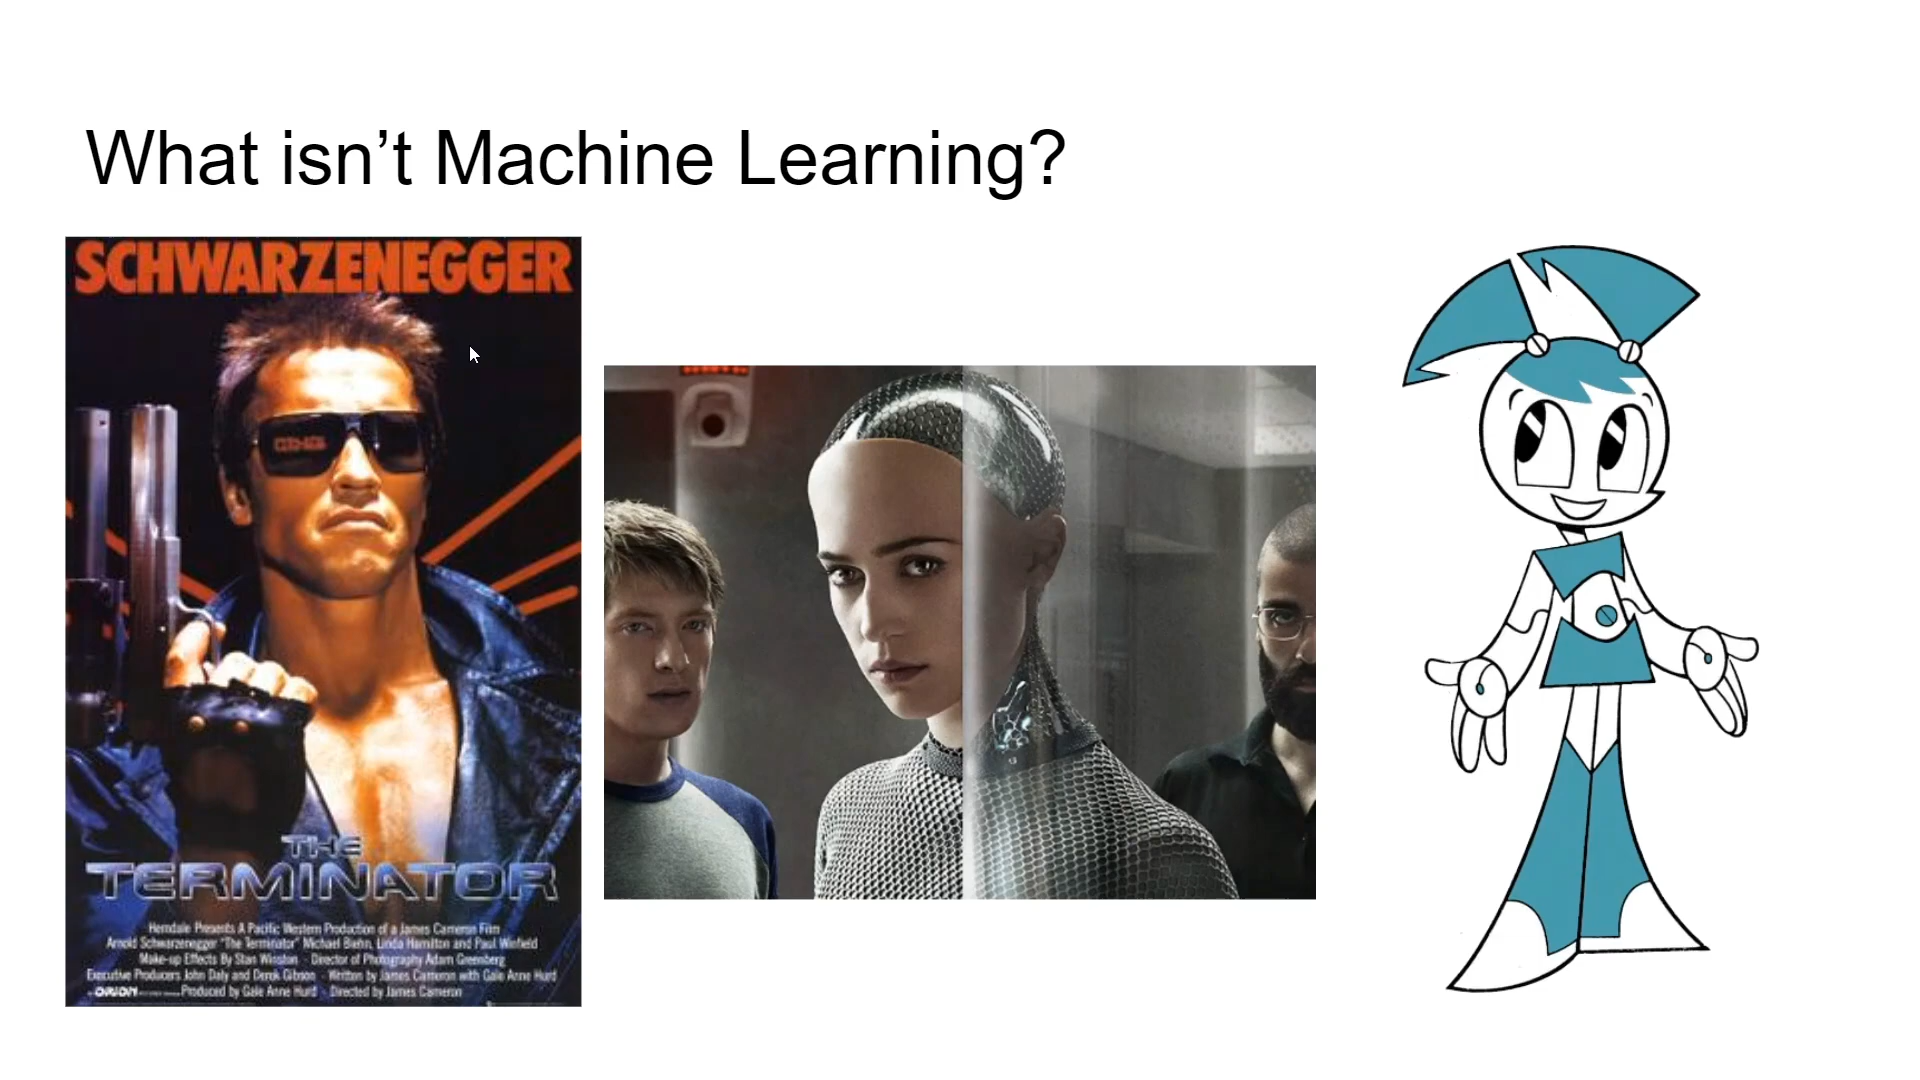 What isn’t Machine Learning?
SCHWARZENEGGER
THE
TERMINATOR
Hemdale Presents A Pacific Western Production of a James Cameron Film
Arnold Schwarzenegger "The Terminator" Michael Biehn, Linda Hamilton and Paul Winfield
Make-up Effects By Stan Winston · Director of Photography Adam Greenberg
Executive Producers John Daly and Derek Gibson · Written by James Cameron with Gale Anne Hurd
ORION Produced by Gale Anne Hurd · Directed by James Cameron